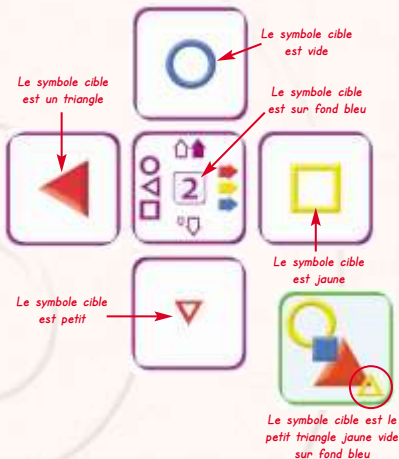 Le symbole cible
est vide
Le symbole cible
est un triangle
Le symbole cible
est sur fond bleu
2
Le symbole cible
est jaune
Le symbole cible
est petit
Le symbole cible est le
petit triangle jaune vide
sur fond bleu